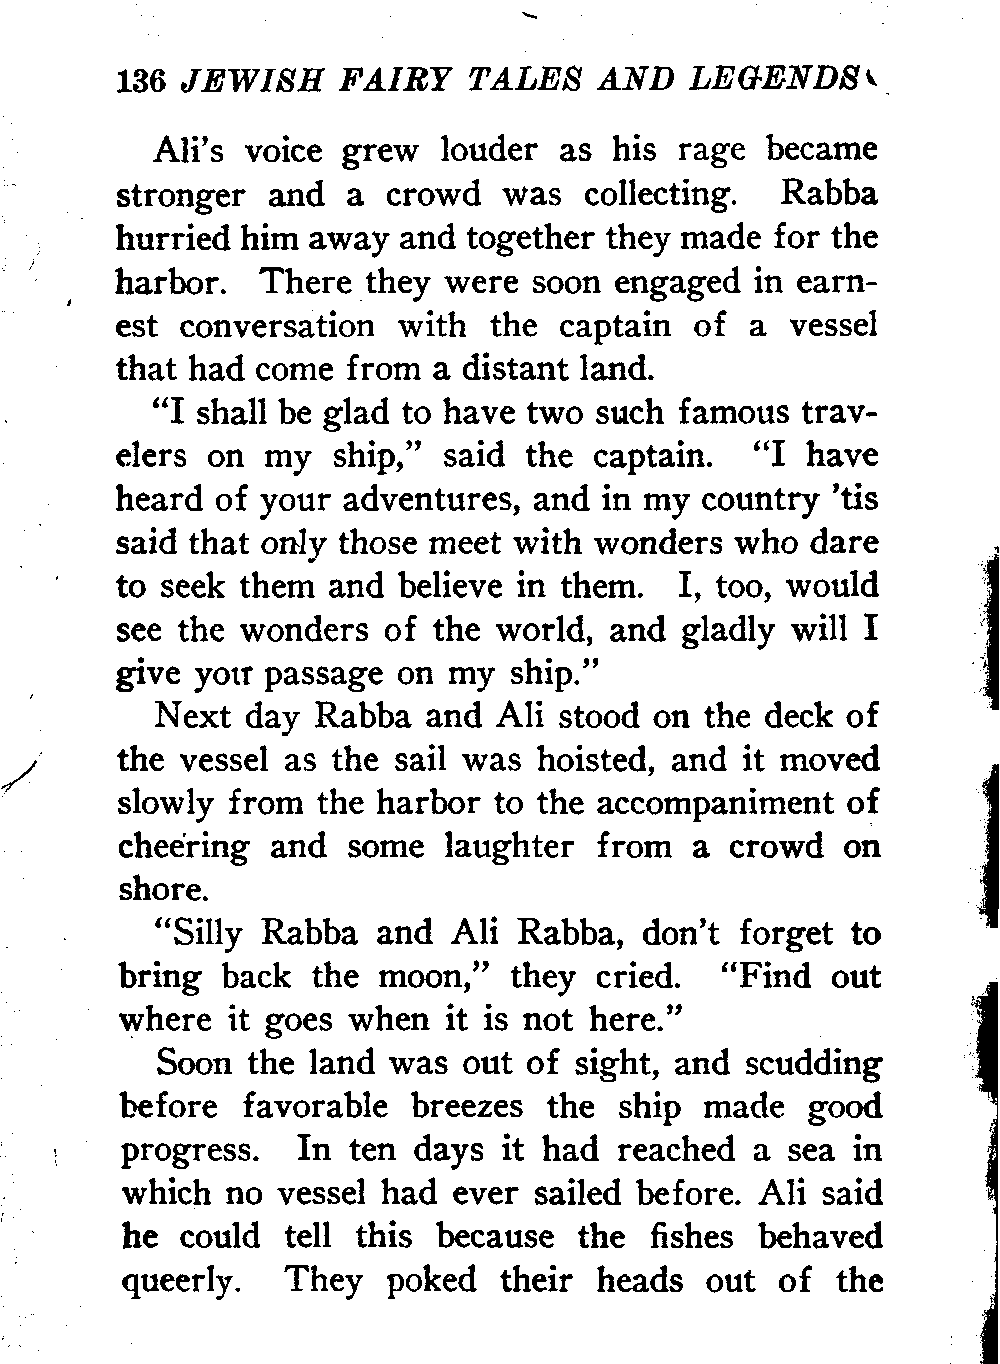 136 JEWISH FAIRY TALES AND LEGENDS
Ali's voice grew louder as his rage became
stronger and a crowd was collecting. Rabba
hurried him away and together they made for the
harbor. There they were soon engaged in earn-
est conversation with the captain of a vessel
that had come from a distant land.
"I shall be glad to have two such famous trav-
elers on my ship," said the captain. "I have
heard of your adventures, and in my country 'tis
said that only those meet with wonders who dare
to seek them and believe in them. I, too, would
see the wonders of the world, and gladly will I
give you passage on my ship."
Next day Rabba and Ali stood on the deck of
the vessel as the sail was hoisted, and it moved
slowly from the harbor to the accompaniment of
cheering and some laughter from a crowd on
shore.
"Silly Rabba and Ali Rabba, don't forget to
bring back the moon," they cried. "Find out
where it goes when it is not here."
Soon the land was out of sight, and scudding
before favorable breezes the ship made good
progress. In ten days it had reached a sea in
which no vessel had ever sailed before. Ali said
he could tell this because the fishes behaved
queerly. They poked their heads out of the